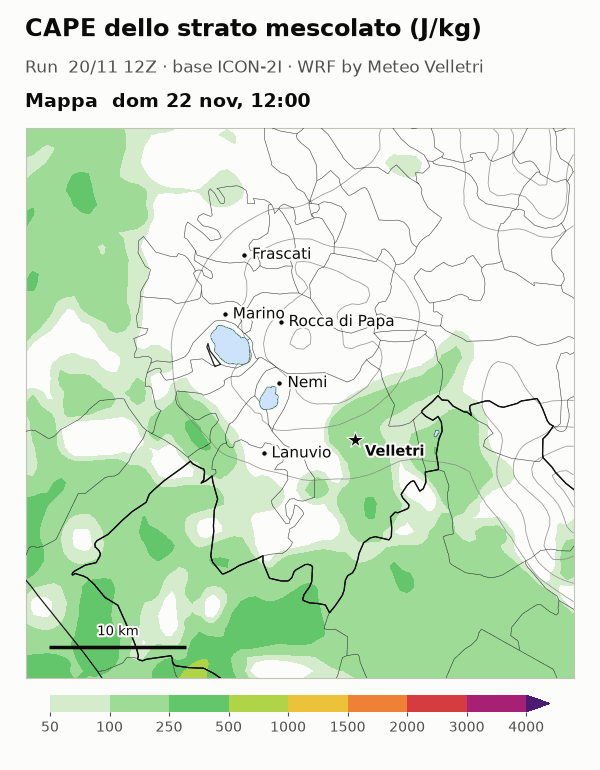 CAPE dello strato mescolato (J/kg)
Run  20/11 12Z · base ICON-2I · WRF by Meteo Velletri
Mappa  dom 22 nov, 12:00
Frascati
Marino
Rocca di Papa
Nemi
Velletri
Lanuvio
10 km
50 100 250 500 1000 1500 2000 3000 4000